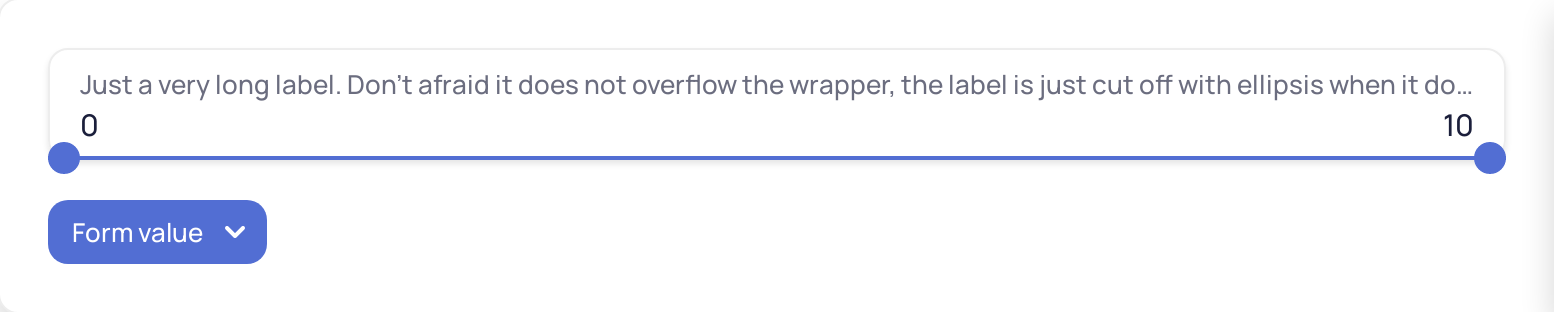 Just a very long label. Don't afraid it does not overflow the wrapper, the label is just cut off with ellipsis when it do...
0
10
Form value